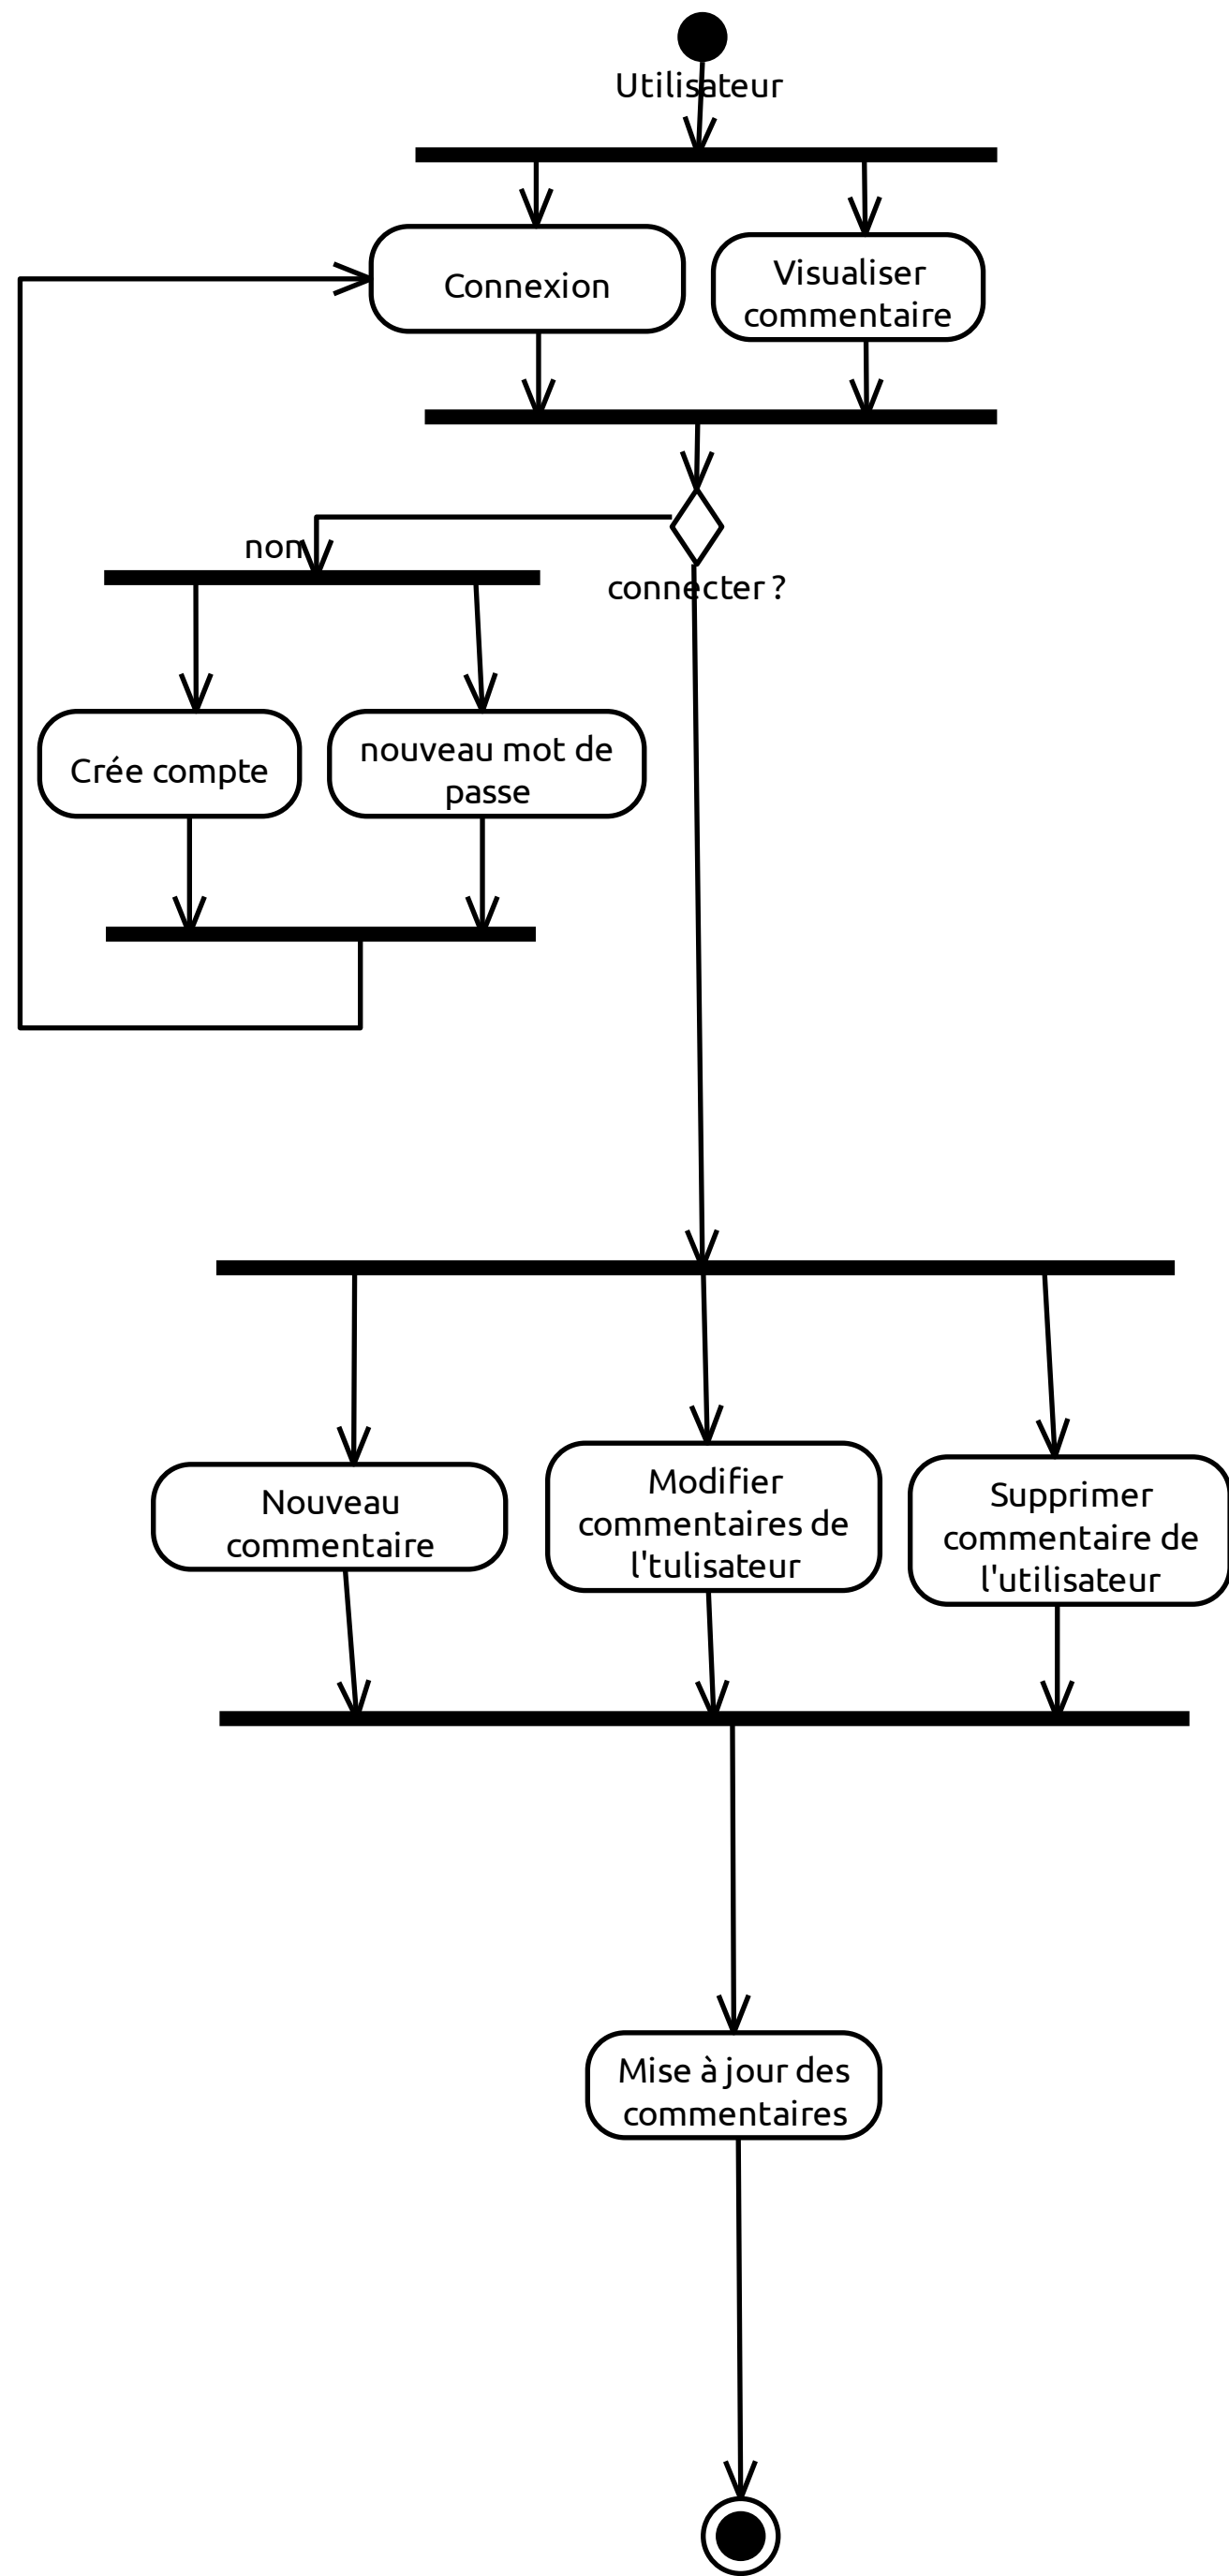 Utilisateur
Connexion
Visualiser
commentaire
non
connecter ?
Crée compte
nouveau mot de
passe
Nouveau
commentaire
Modifier
commentaires de
l'tulisateur
Supprimer
commentaire de
l'utilisateur
Mise à jour des
commentaires